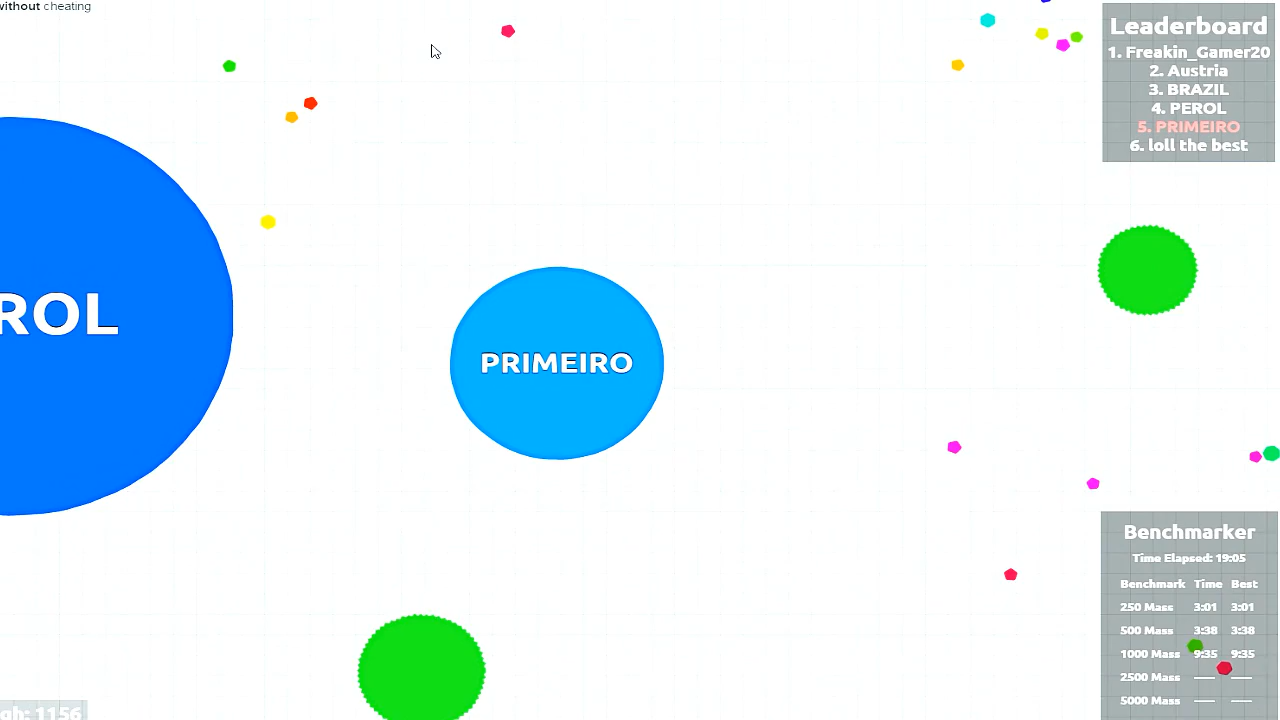 without cheating
Leaderboard
1. Freakin_Gamer20
2. Austria
3. BRAZIL
4. PEROL
5. PRIMEIRO
6. loll the best
ROL
PRIMEIRO
Benchmarker
Time Elapsed: 19:05
Benchmark Time Best
250 Mass 3:01 3:01
500 Mass 3:38 3:38
1000 Mass 9:35 9:35
2500 Mass —— ——
5000 Mass —— ——
gh: 1156